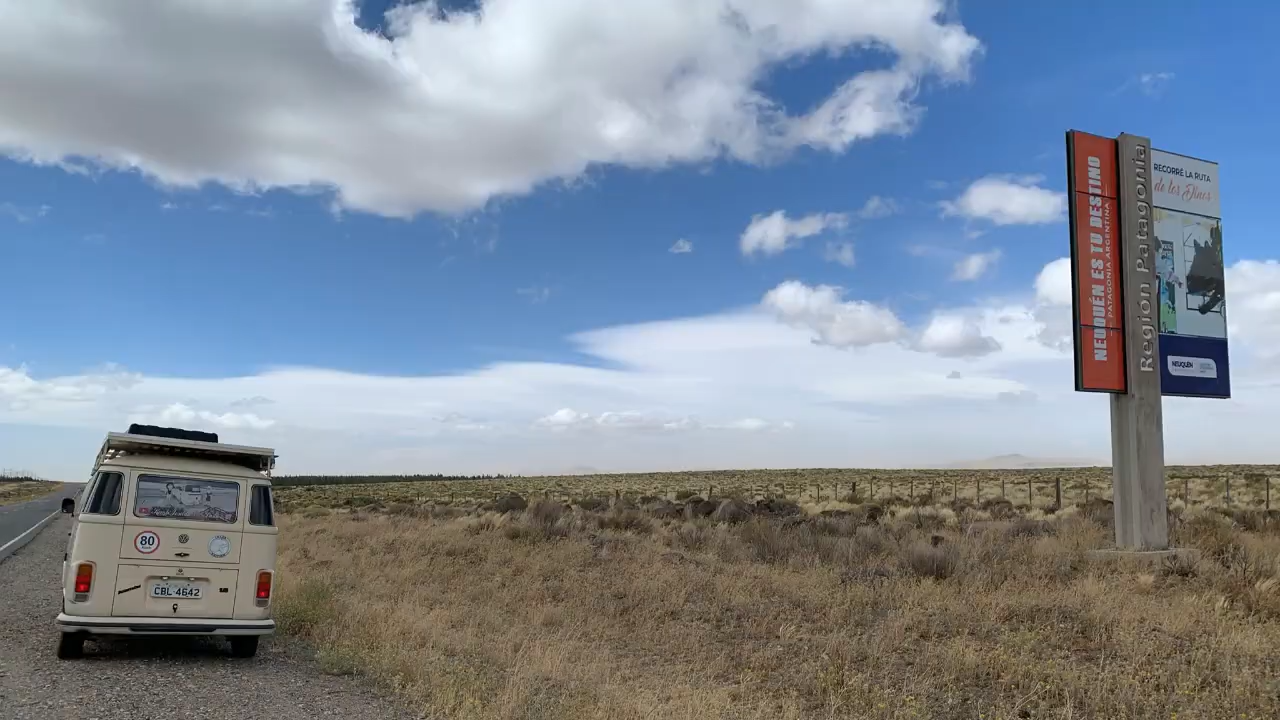 NEUQUÉN ES TU DESTINO
PATAGONIA ARGENTINA
Región Patagonia
RECORRÉ LA RUTA
de los Dinos
NEUQUÉN
80
CBL 4642